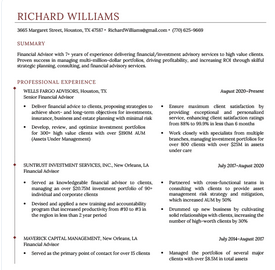 RICHARD WILLIAMS
3665 Margaret Street, Houston, TX 47587 • RichardWilliams@gmail.com • (770) 625-9669
SUMMARY
Financial Advisor with 7+ years of experience delivering financial/investment advisory services to high value clients.
Proven success in managing multi-million-dollar portfolios, driving profitability, and increasing ROI through skillful
strategic planning, consulting, and financial advisory services.
PROFESSIONAL EXPERIENCE
WELLS FARGO ADVISORS, Houston, TX
August 2020–Present
Senior Financial Advisor
Deliver financial advice to clients, proposing strategies to
achieve short- and long-term objectives for investments,
insurance, business and estate planning with minimal risk
Develop, review, and optimize investment portfolios
for 300+ high value clients with over $190M AUM
(Assets Under Management)
Ensure maximum client satisfaction by
providing exceptional and personalized
service, enhancing client satisfaction ratings
from 88% to 99.9% in less than 6 months
Work closely with specialists from multiple
branches, managing investment portfolios for
over 800 clients with over $25M in assets
under care
SUNTRUST INVESTMENT SERVICES, INC., New Orleans, LA
July 2017–August 2020
Financial Advisor
Served as knowledgeable financial advisor to clients,
managing an over $20.75M investment portfolio of 90+
individual and corporate clients
Devised and applied a new training and accountability
program that increased productivity from #10 to #3 in
the region in less than 2 year period
Partnered with cross-functional teams in
consulting with clients to provide asset
management risk strategy and mitigation,
which increased AUM by 50%
Drummed up new business by cultivating
solid relationships with clients, increasing the
number of high-worth clients by 30%
MAVERICK CAPITAL MANAGEMENT, New Orleans, LA
July 2014–August 2017
Financial Advisor
Served as the primary point of contact for over 15 clients
Managed the portfolios of several major
clients with over $8.5M in total assets